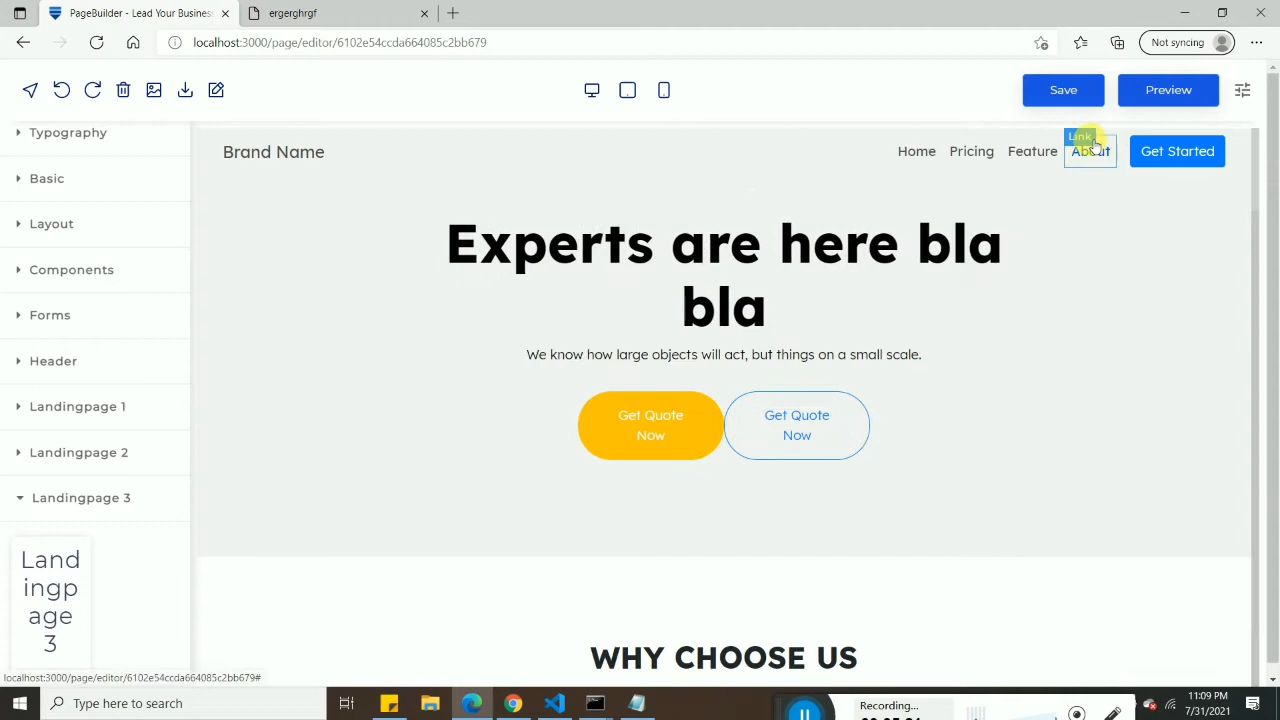 PageBuilder - Lead Your Business
ergerghrgf
localhost:3000/page/editor/6102e54ccda664085c2bb679
Not syncing
Save
Preview
Typography
Basic
Layout
Components
Forms
Header
Landingpage 1
Landingpage 2
Landingpage 3
Land
ingp
age
3
Brand Name
Home Pricing Feature About Get Started
Link
Experts are here bla
bla
We know how large objects will act, but things on a small scale.
Get Quote
Now
Get Quote
Now
WHY CHOOSE US
localhost:3000/page/editor/6102e54ccda664085c2bb679#
Type here to search
Recording...
11:09 PM
7/31/2021